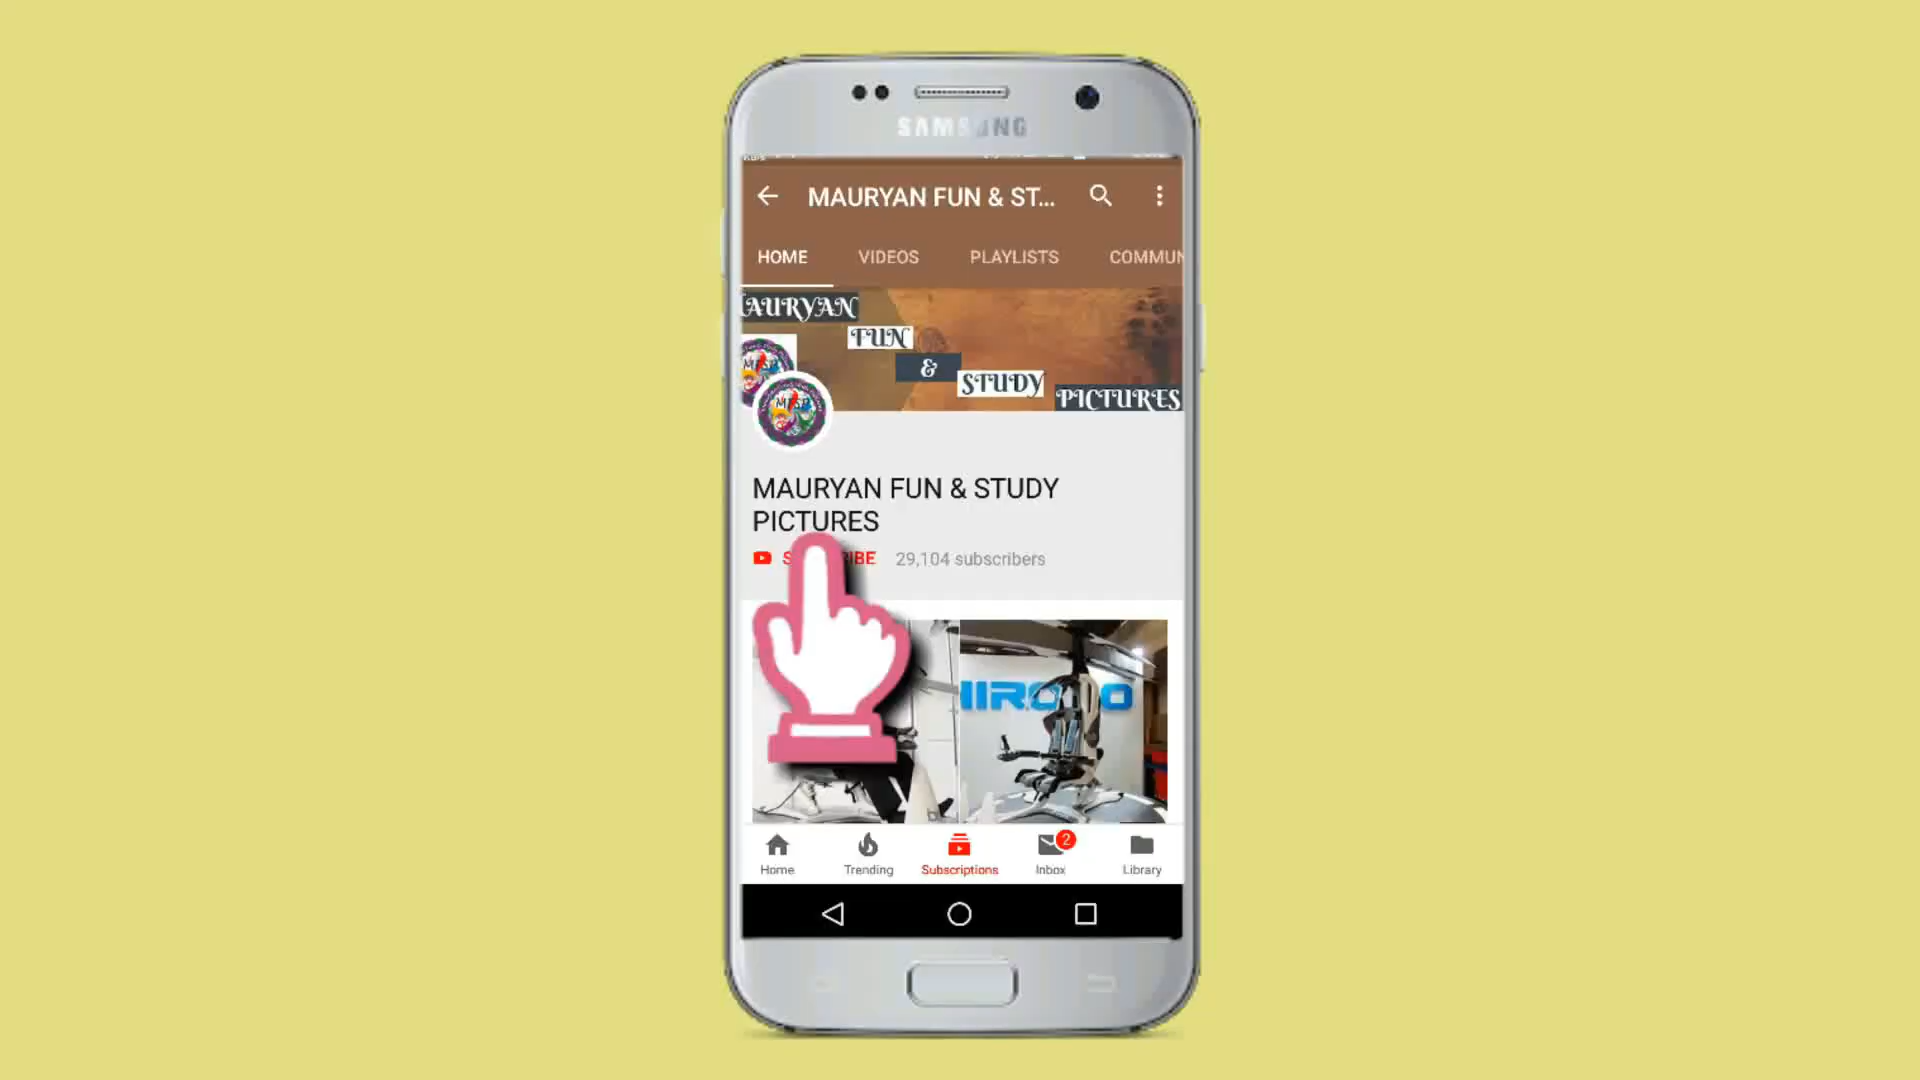 SAMSUNG
MAURYAN FUN & ST...
HOME VIDEOS PLAYLISTS COMMUN
AURYAN
FUN
&
STUDY
PICTURES
MAURYAN FUN & STUDY
PICTURES
29,104 subscribers
2
Home Trending Subscriptions Inbox Library